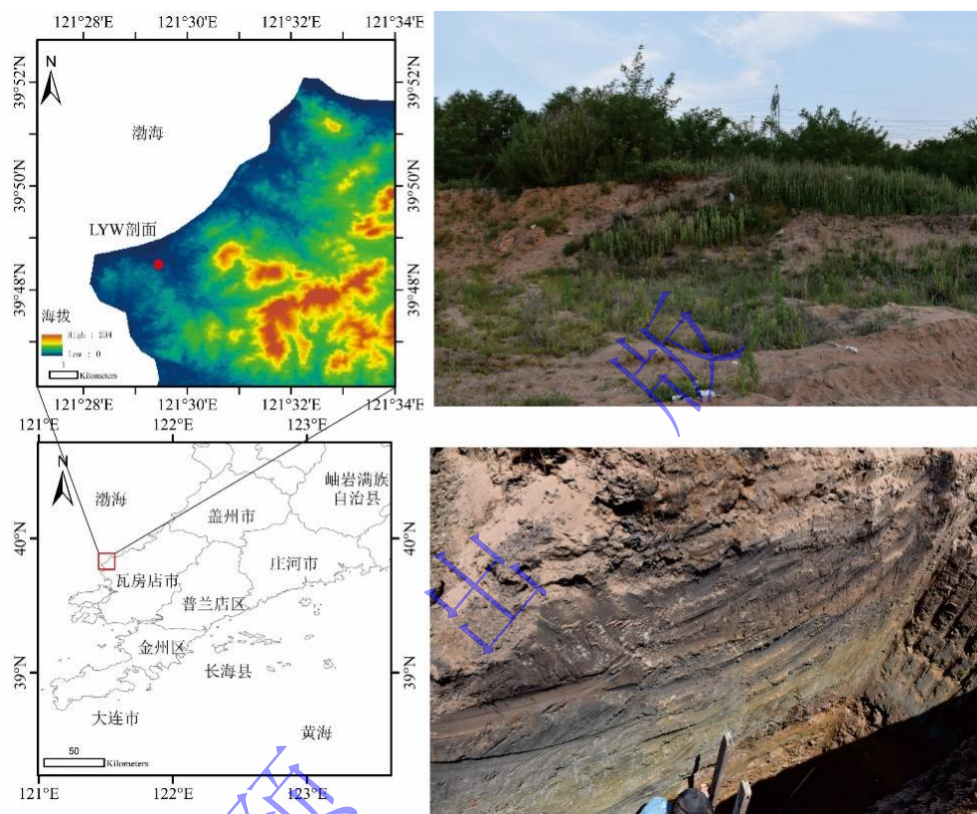 121°28′E 121°30′E 121°32′E 121°34′E
N
39°52′N
39°50′N
39°48′N
39°52′N
39°50′N
39°48′N
渤海
LYW剖面
海拔
High : 234
Low : 0
1
Kilometers
121°28′E 121°30′E 121°32′E 121°34′E
121°E 122°E 123°E
N
渤海
岫岩满族
自治县
盖州市
40°N
40°N
庄河市
瓦房店市
普兰店区
金州区
长海县
39°N
39°N
大连市
黄海
50
Kilometers
121°E 122°E 123°E
版
出
预